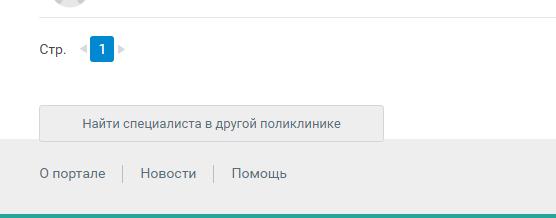 Стр. 1
Найти специалиста в другой поликлинике
О портале Новости Помощь